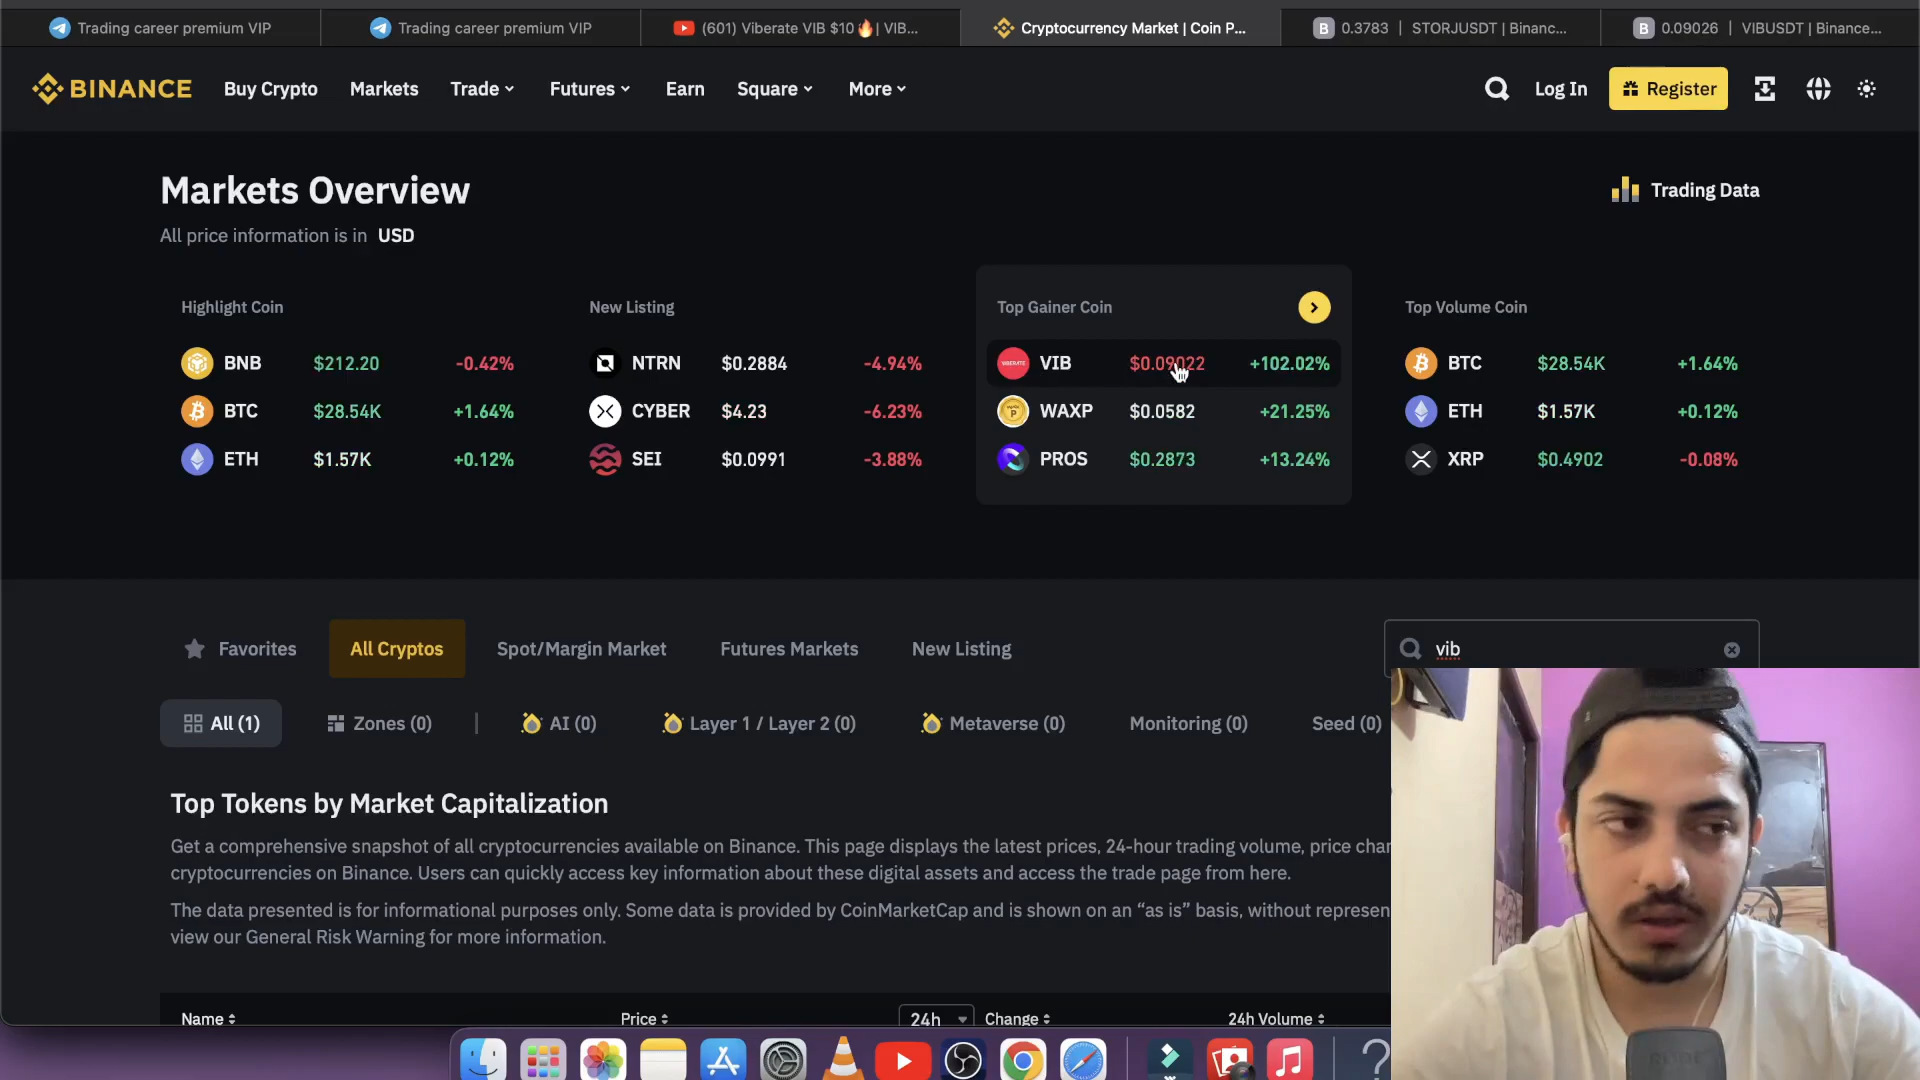 Trading career premium VIP
Trading career premium VIP
(601) Viberate VIB $10🔥| VIB...
Cryptocurrency Market | Coin P...
B 0.3783 | STORJUSDT | Binanc...
B 0.09026 | VIBUSDT | Binance...
BINANCE
Buy Crypto
Markets
Trade
Futures
Earn
Square
More
Log In
Register
Markets Overview
Trading Data
All price information is in USD
Highlight Coin
BNB $212.20 -0.42%
BTC $28.54K +1.64%
ETH $1.57K +0.12%
New Listing
NTRN $0.2884 -4.94%
CYBER $4.23 -6.23%
SEI $0.0991 -3.88%
Top Gainer Coin
VIB $0.09022 +102.02%
WAXP $0.0582 +21.25%
PROS $0.2873 +13.24%
Top Volume Coin
BTC $28.54K +1.64%
ETH $1.57K +0.12%
XRP $0.4902 -0.08%
Favorites
All Cryptos
Spot/Margin Market
Futures Markets
New Listing
vib
All (1)
Zones (0)
AI (0)
Layer 1 / Layer 2 (0)
Metaverse (0)
Monitoring (0)
Seed (0)
Top Tokens by Market Capitalization
Get a comprehensive snapshot of all cryptocurrencies available on Binance. This page displays the latest prices, 24-hour trading volume, price char
cryptocurrencies on Binance. Users can quickly access key information about these digital assets and access the trade page from here.
The data presented is for informational purposes only. Some data is provided by CoinMarketCap and is shown on an “as is” basis, without represen
view our General Risk Warning for more information.
Name
Price
24h
Change
24h Volume